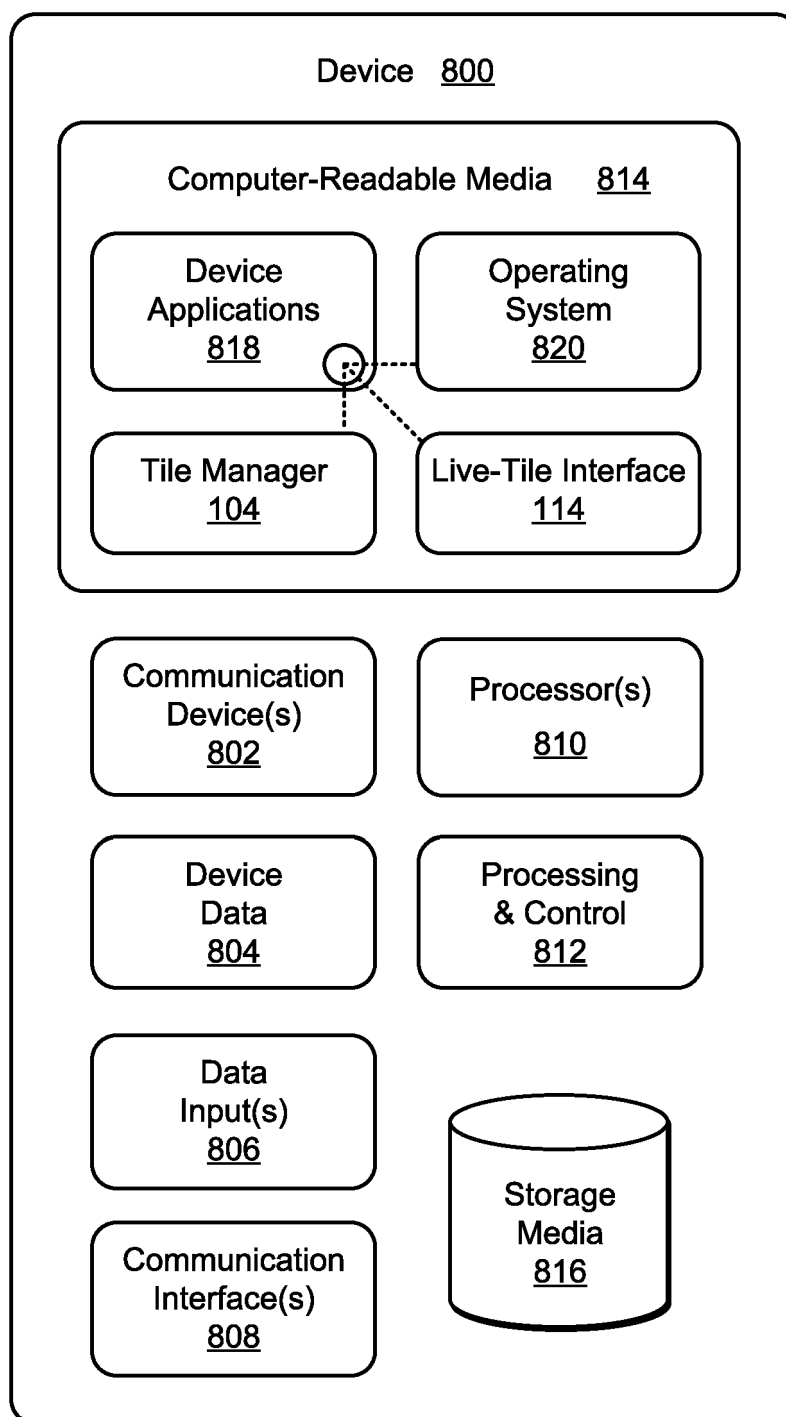 Device 800
Computer-Readable Media 814
Device
Applications
818
Operating
System
820
Tile Manager
104
Live-Tile Interface
114
Communication
Device(s)
802
Processor(s)
810
Device
Data
804
Processing
& Control
812
Data
Input(s)
806
Storage
Media
816
Communication
Interface(s)
808